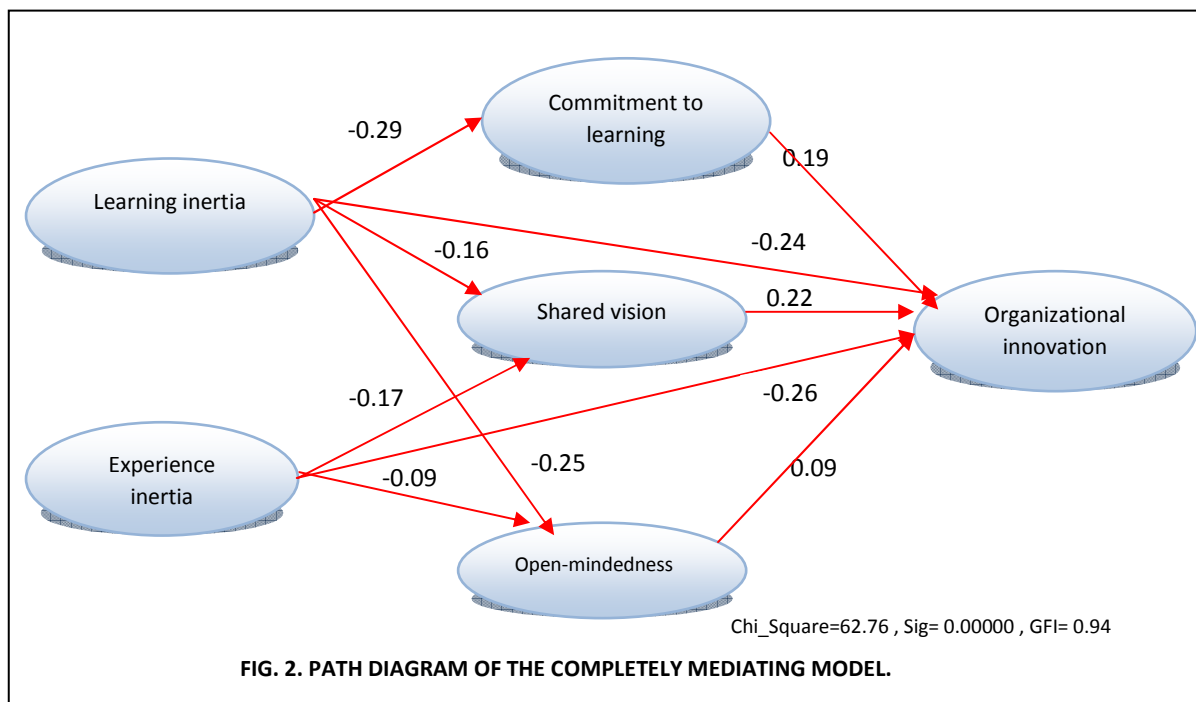 Commitment to
learning
-0.29
0.19
Learning inertia
-0.24
-0.16
0.22
Shared vision
Organizational
innovation
-0.17
-0.26
Experience
inertia
-0.09
-0.25
0.09
Open-mindedness
Chi_Square=62.76 , Sig= 0.00000 , GFI= 0.94
FIG. 2. PATH DIAGRAM OF THE COMPLETELY MEDIATING MODEL.